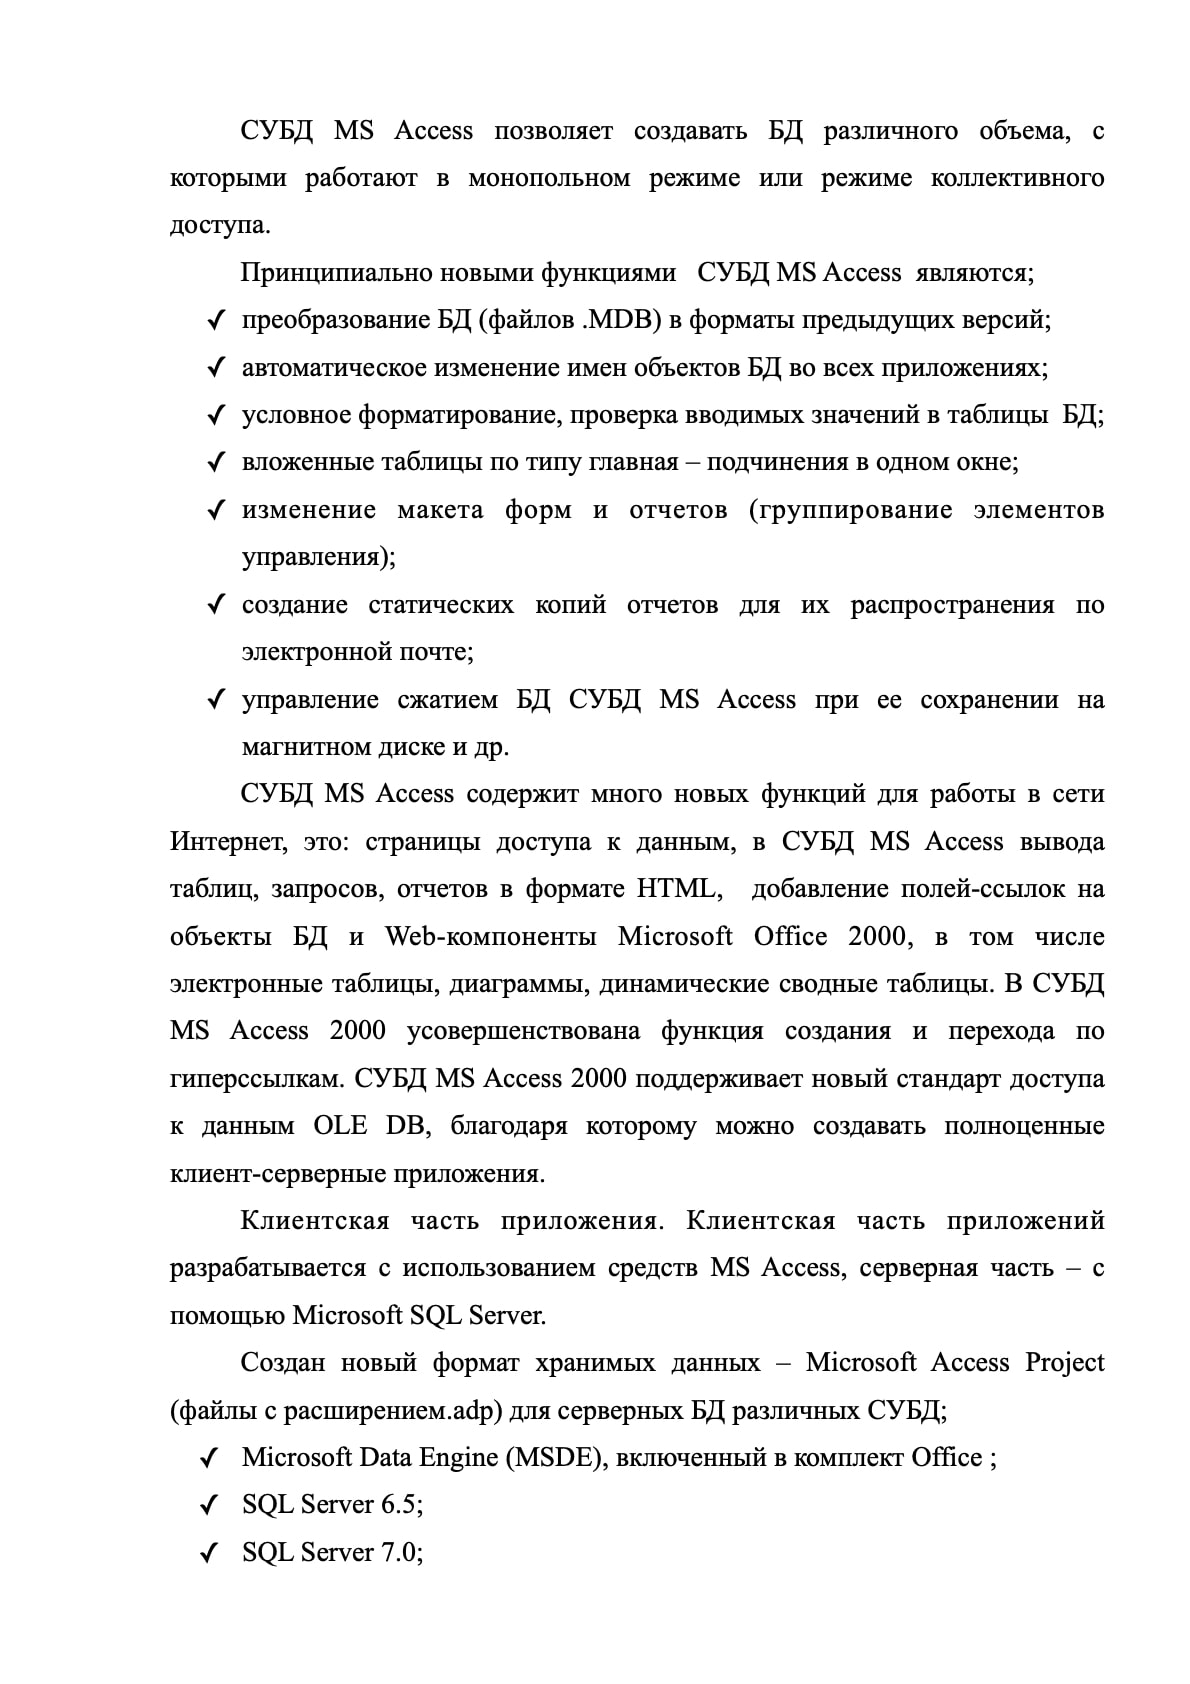 СУБД MS Access позволяет создавать БД различного объема, с
которыми работают в монопольном режиме или режиме коллективного
доступа.
Принципиально новыми функциями СУБД MS Access являются;
✓ преобразование БД (файлов .MDB) в форматы предыдущих версий;
✓ автоматическое изменение имен объектов БД во всех приложениях;
✓ условное форматирование, проверка вводимых значений в таблицы БД;
✓ вложенные таблицы по типу главная – подчинения в одном окне;
✓ изменение макета форм и отчетов (группирование элементов
управления);
✓ создание статических копий отчетов для их распространения по
электронной почте;
✓ управление сжатием БД СУБД MS Access при ее сохранении на
магнитном диске и др.
СУБД MS Access содержит много новых функций для работы в сети
Интернет, это: страницы доступа к данным, в СУБД MS Access вывода
таблиц, запросов, отчетов в формате HTML, добавление полей-ссылок на
объекты БД и Web-компоненты Microsoft Office 2000, в том числе
электронные таблицы, диаграммы, динамические сводные таблицы. В СУБД
MS Access 2000 усовершенствована функция создания и перехода по
гиперссылкам. СУБД MS Access 2000 поддерживает новый стандарт доступа
к данным OLE DB, благодаря которому можно создавать полноценные
клиент-серверные приложения.
Клиентская часть приложения. Клиентская часть приложений
разрабатывается с использованием средств MS Access, серверная часть – с
помощью Microsoft SQL Server.
Создан новый формат хранимых данных – Microsoft Access Project
(файлы с расширением.adp) для серверных БД различных СУБД;
✓ Microsoft Data Engine (MSDE), включенный в комплект Office ;
✓ SQL Server 6.5;
✓ SQL Server 7.0;